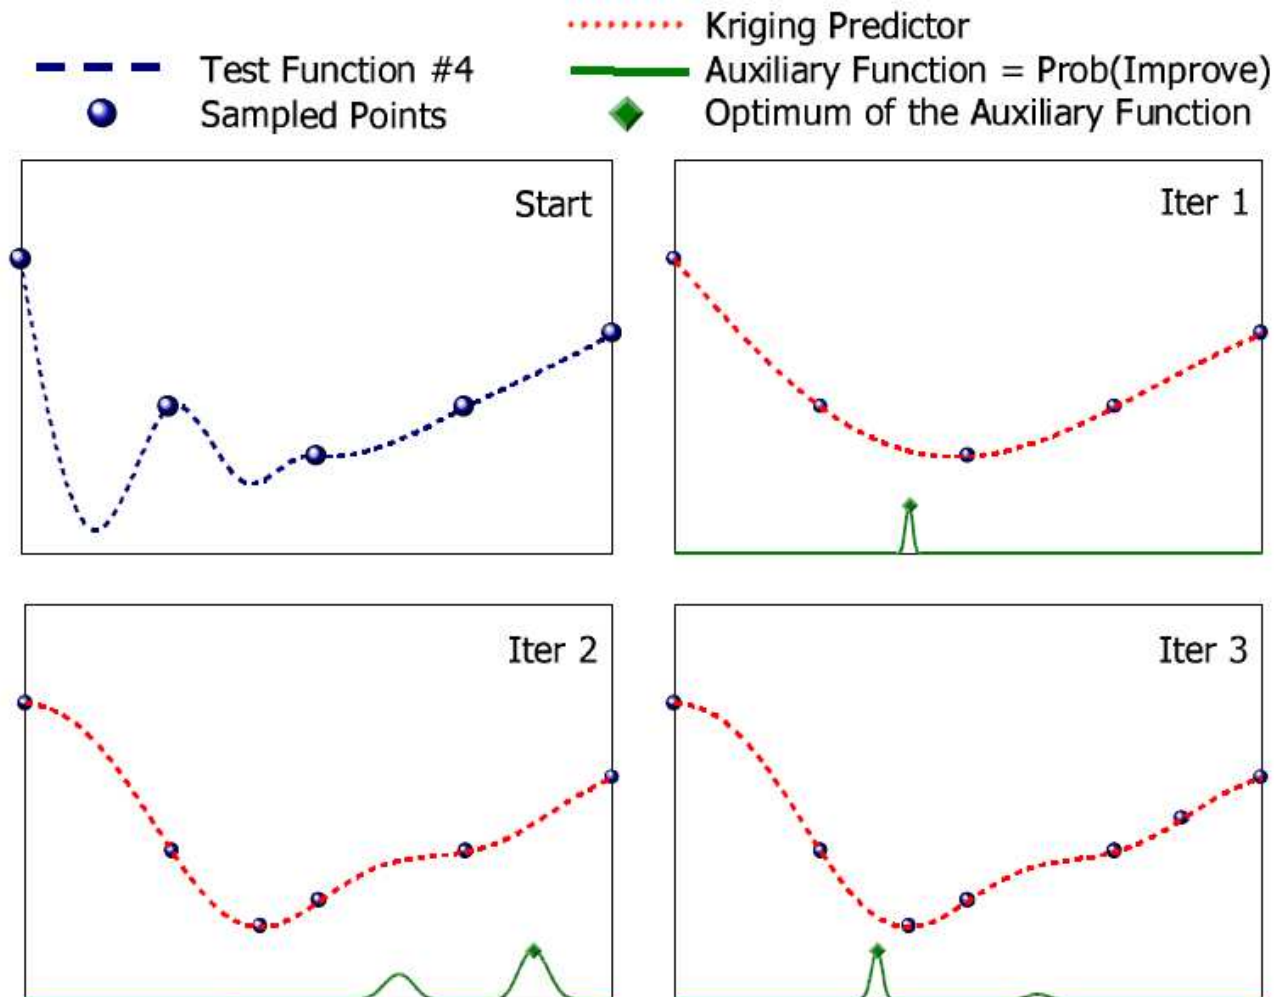 Kriging Predictor
Test Function #4
Auxiliary Function = Prob(Improve)
Sampled Points
Optimum of the Auxiliary Function
Start
Iter 1
Iter 2
Iter 3